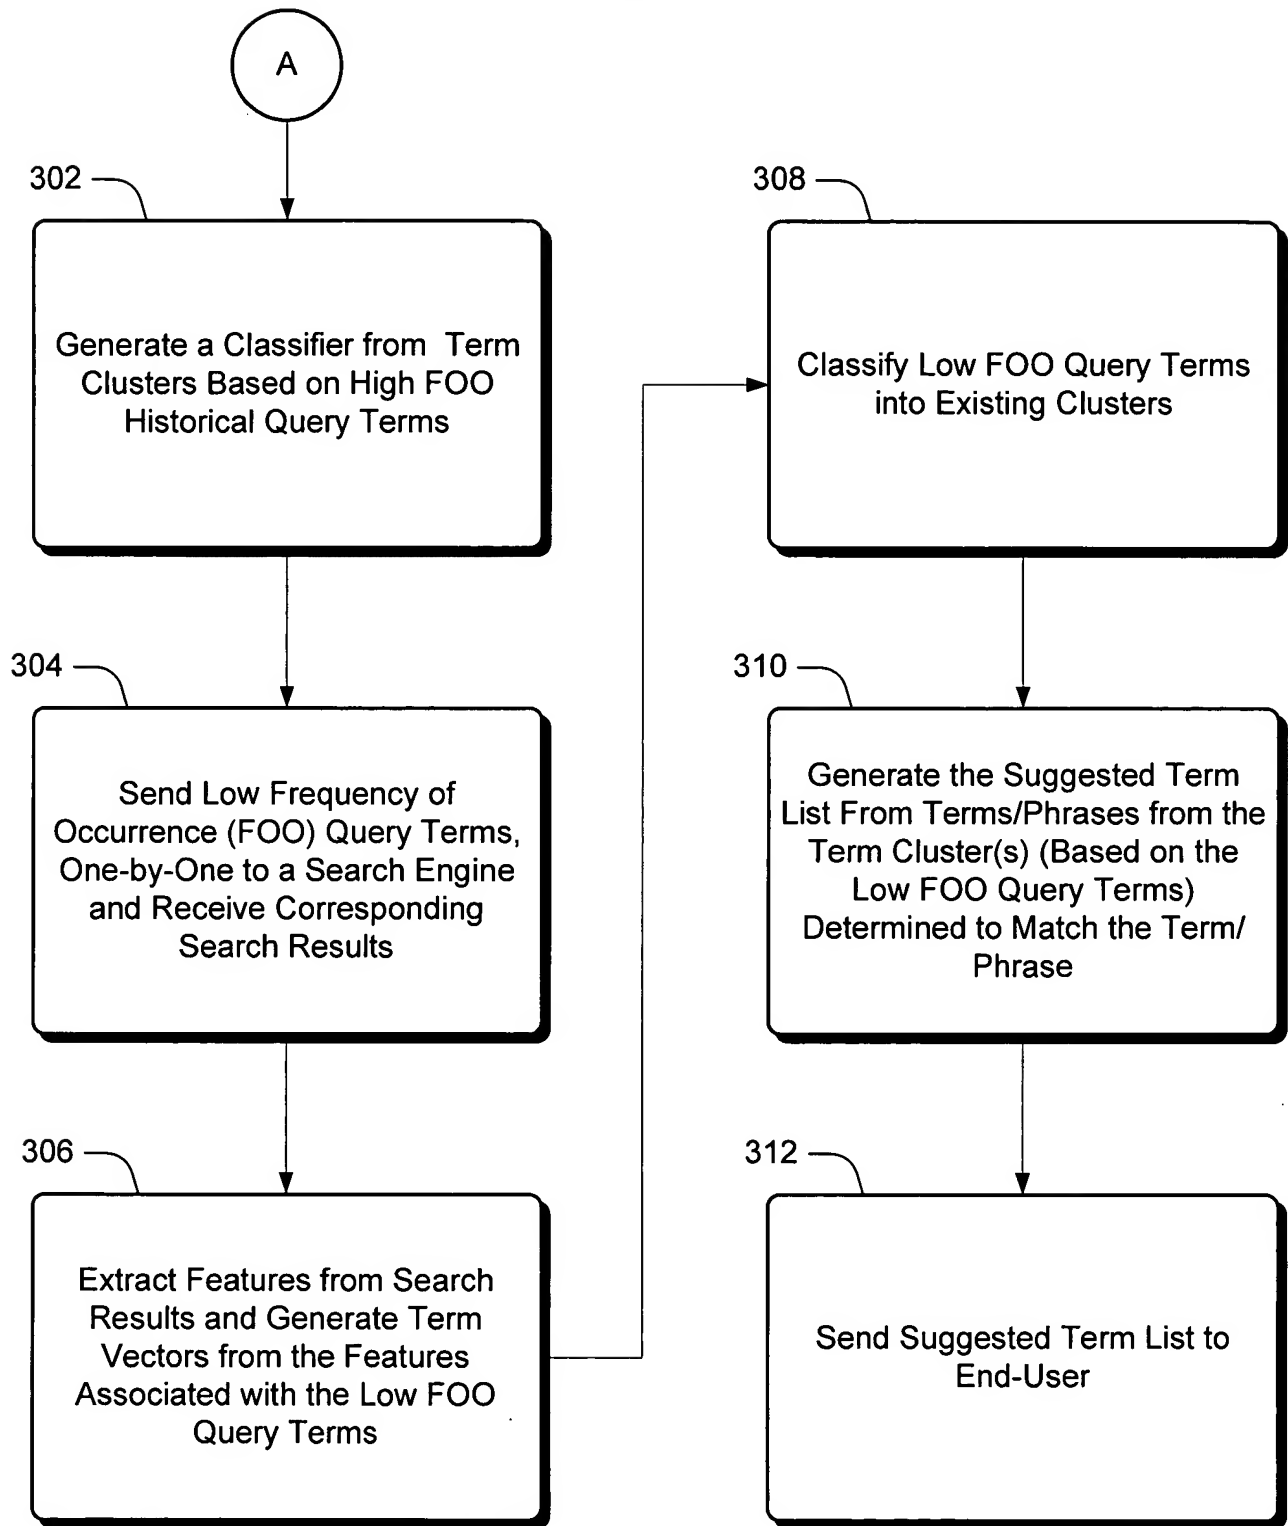 A
302
Generate a Classifier from Term
Clusters Based on High FOO
Historical Query Terms
304
Send Low Frequency of
Occurrence (FOO) Query Terms,
One-by-One to a Search Engine
and Receive Corresponding
Search Results
306
Extract Features from Search
Results and Generate Term
Vectors from the Features
Associated with the Low FOO
Query Terms
308
Classify Low FOO Query Terms
into Existing Clusters
310
Generate the Suggested Term
List From Terms/Phrases from the
Term Cluster(s) (Based on the
Low FOO Query Terms)
Determined to Match the Term/
Phrase
312
Send Suggested Term List to
End-User